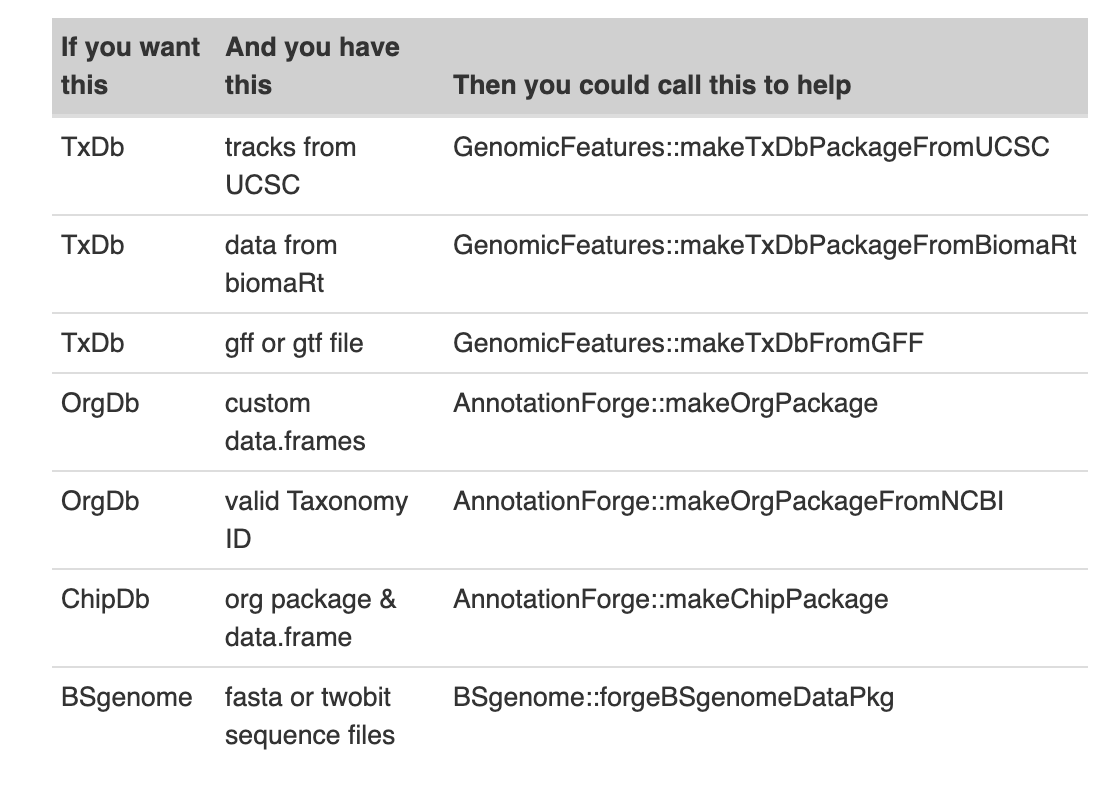 If you want this And you have this Then you could call this to help
TxDb tracks from UCSC GenomicFeatures::makeTxDbPackageFromUCSC
TxDb data from biomaRt GenomicFeatures::makeTxDbPackageFromBiomaRt
TxDb gff or gtf file GenomicFeatures::makeTxDbFromGFF
OrgDb custom data.frames AnnotationForge::makeOrgPackage
OrgDb valid Taxonomy ID AnnotationForge::makeOrgPackageFromNCBI
ChipDb org package & data.frame AnnotationForge::makeChipPackage
BSgenome fasta or twobit sequence files BSgenome::forgeBSgenomeDataPkg